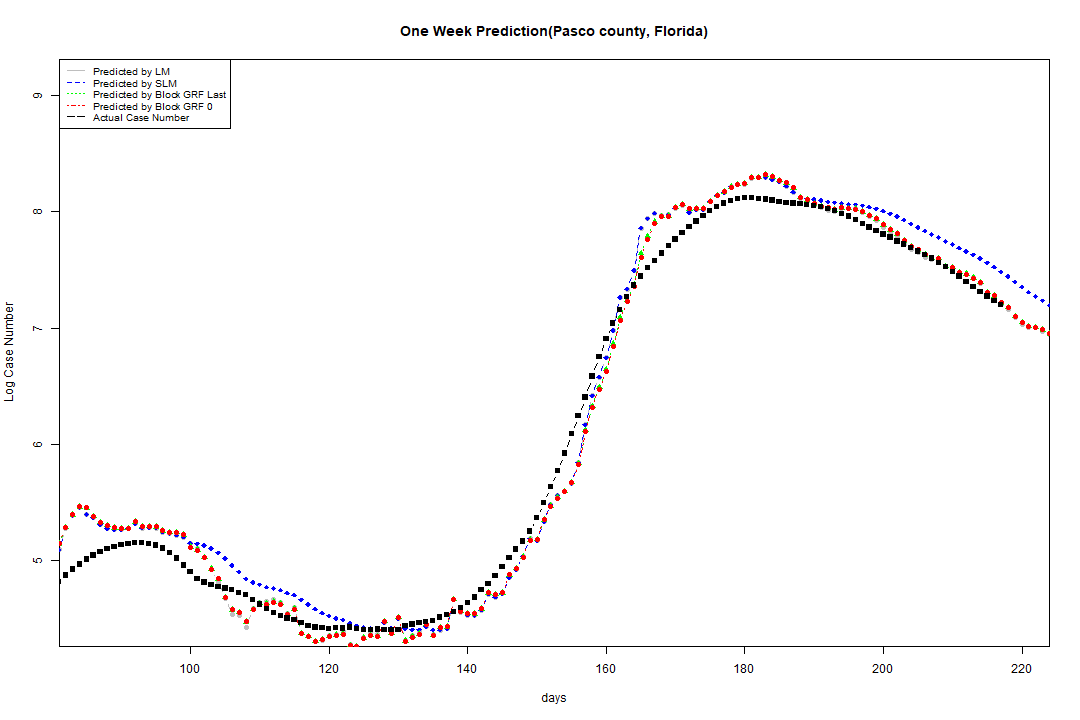 One Week Prediction(Pasco county, Florida)
Predicted by LM
Predicted by SLM
Predicted by Block GRF Last
Predicted by Block GRF 0
Actual Case Number
9
8
7
6
5
Log Case Number
100 120 140 160 180 200 220
days